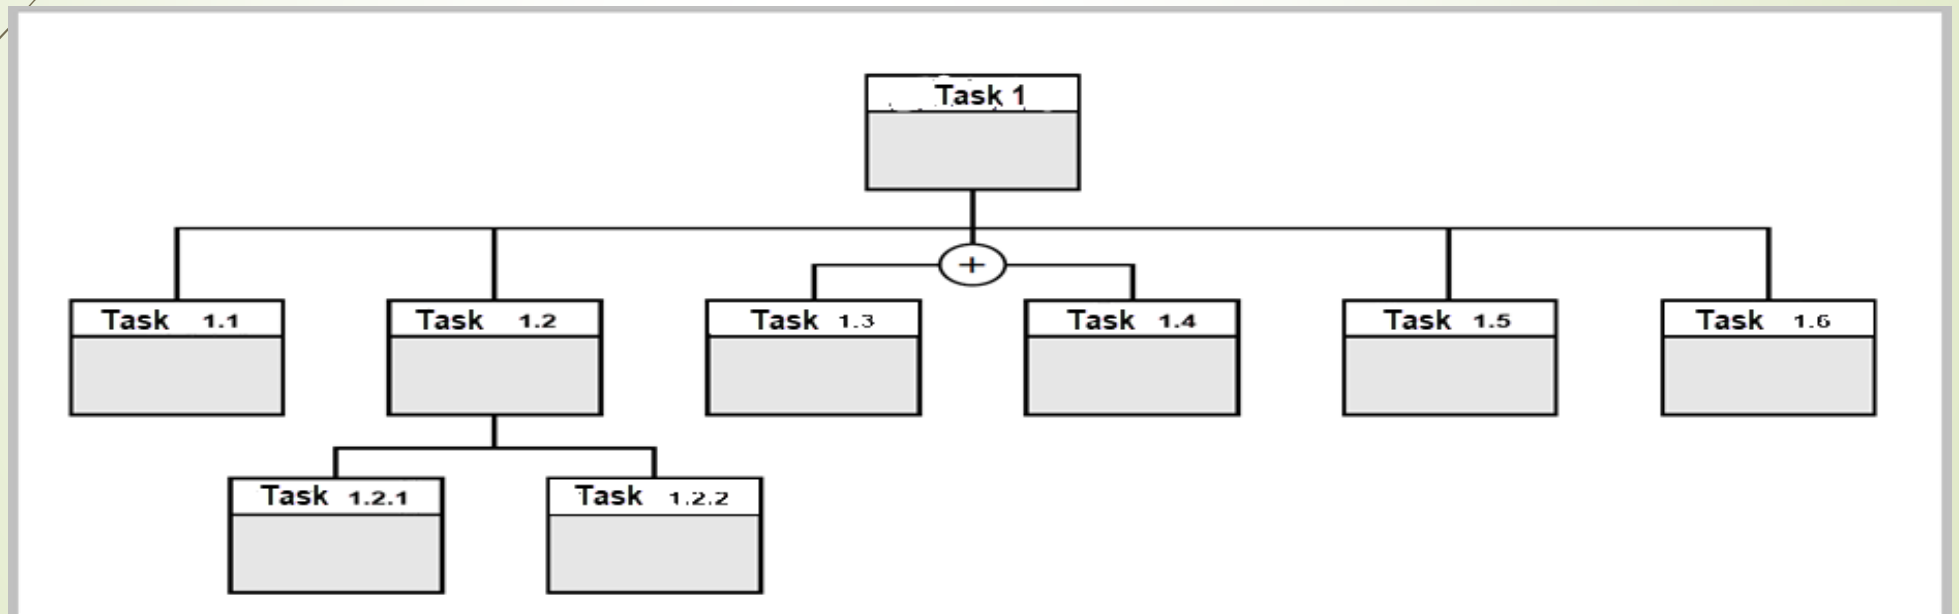 Task 1
+
Task 1.1
Task 1.2
Task 1.3
Task 1.4
Task 1.5
Task 1.6
Task 1.2.1
Task 1.2.2